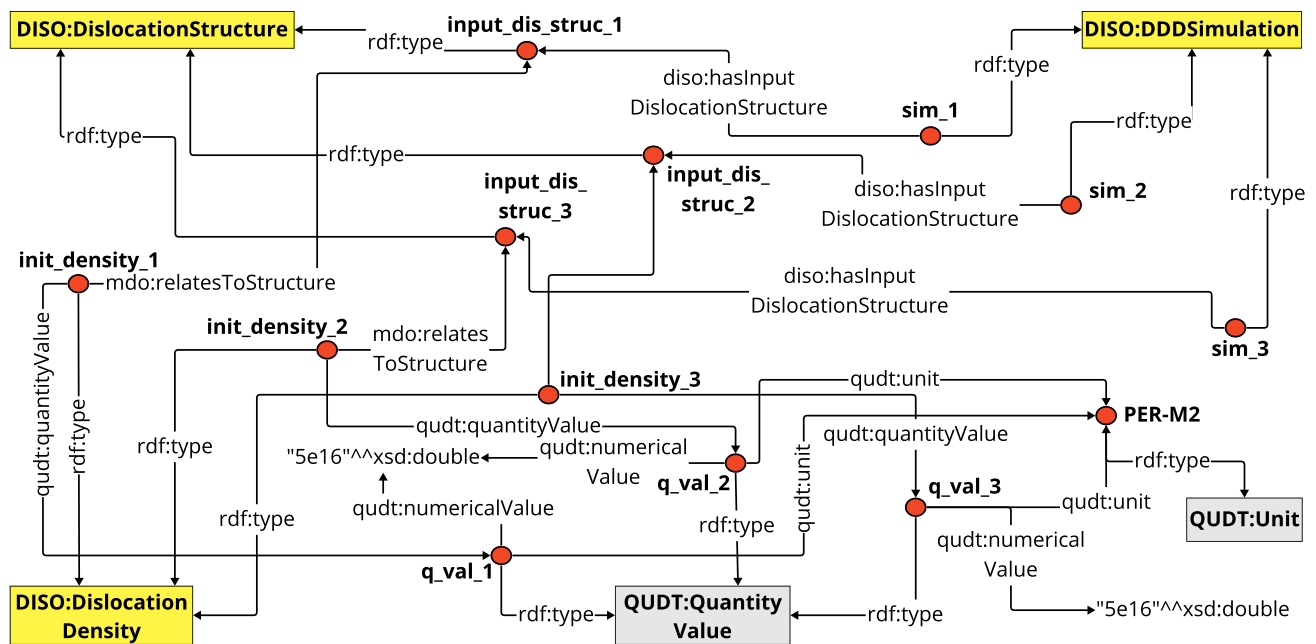 DISO:DislocationStructure
rdf:type
input_dis_struc_1
diso:hasInput
DislocationStructure
sim_1
rdf:type
DISO:DDDSimulation
rdf:type
rdf:type
rdf:type
input_dis_
struc_2
diso:hasInput
DislocationStructure
sim_2
rdf:type
input_dis_
struc_3
init_density_1
mdo:relatesToStructure
diso:hasInput
DislocationStructure
sim_3
init_density_2
mdo:relates
ToStructure
qudt:quantityValue
rdf:type
rdf:type
init_density_3
qudt:unit
PER-M2
qudt:quantityValue
qudt:quantityValue
"5e16"^^xsd:double
qudt:numerical
Value
q_val_2
qudt:unit
rdf:type
q_val_3
qudt:unit
QUDT:Unit
qudt:numericalValue
rdf:type
rdf:type
qudt:numerical
Value
q_val_1
DISO:Dislocation
Density
rdf:type
QUDT:Quantity
Value
rdf:type
"5e16"^^xsd:double